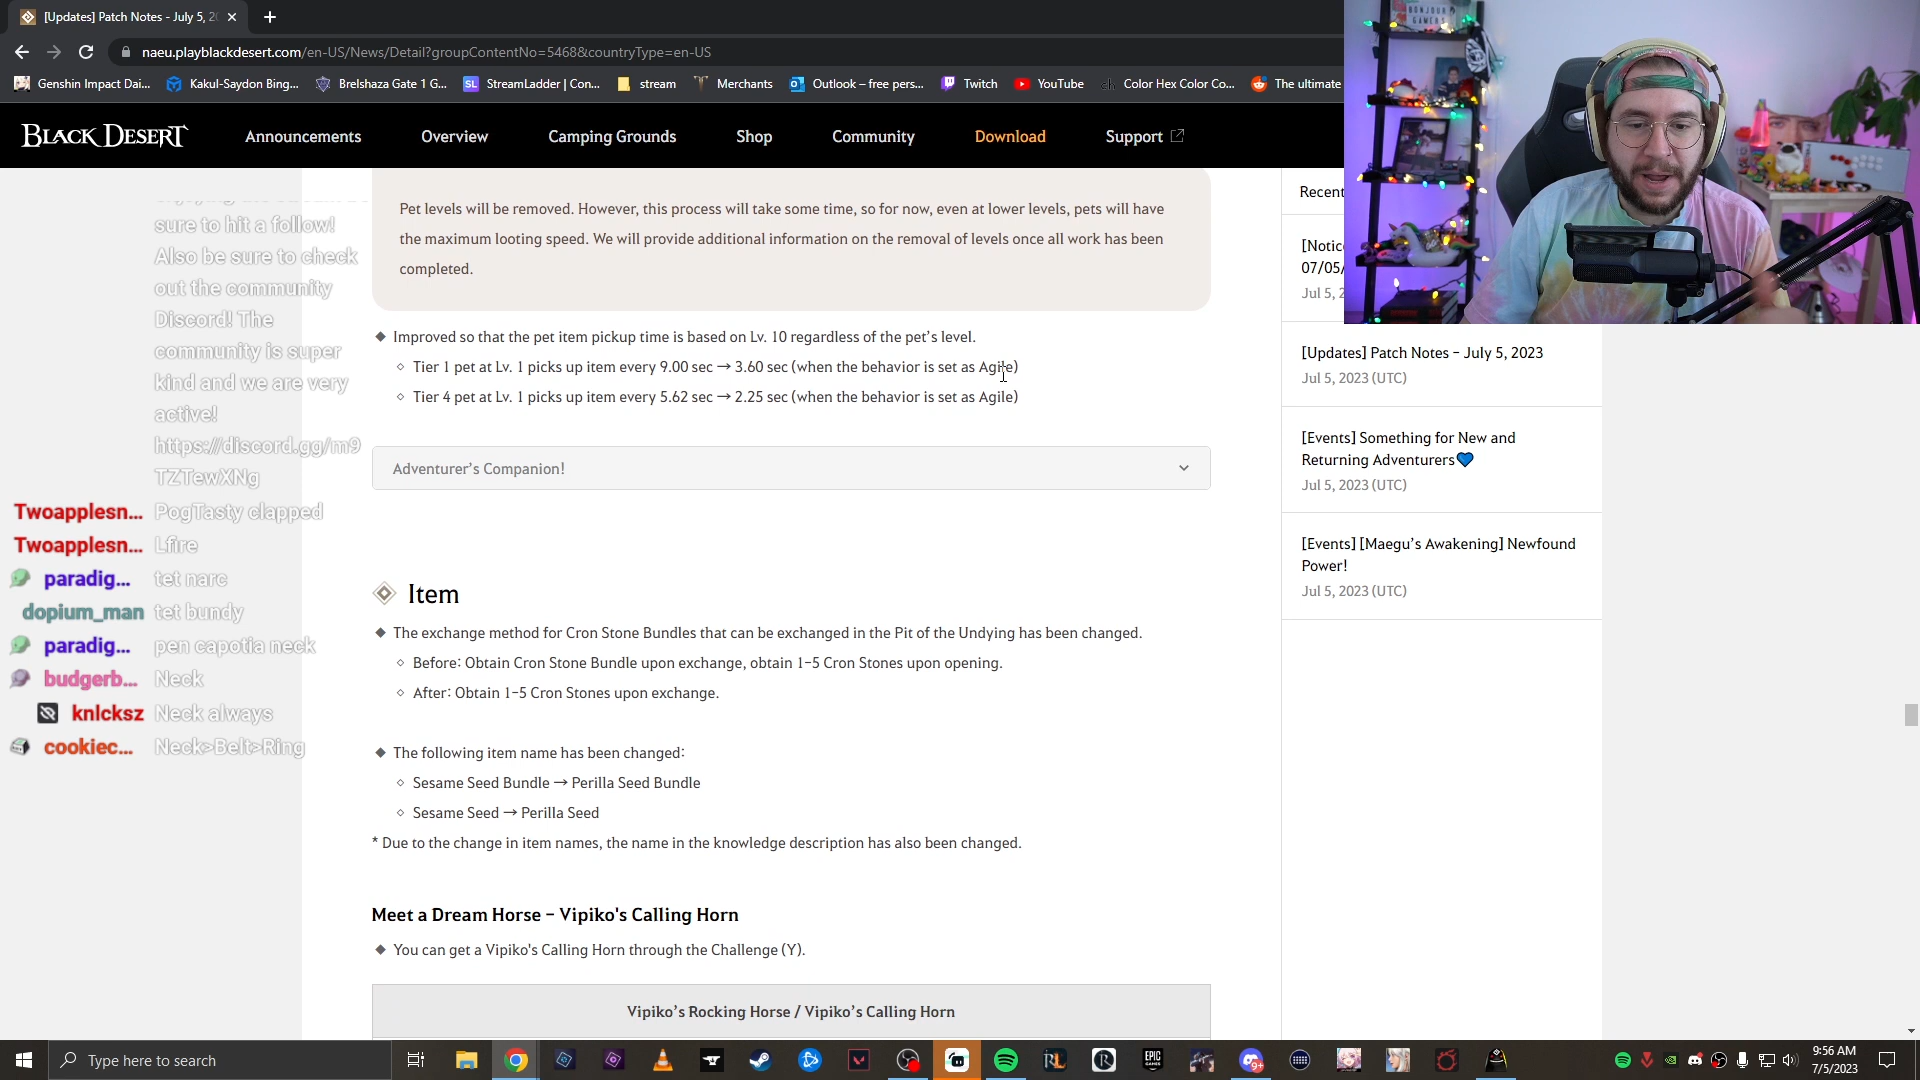 [Updates] Patch Notes - July 5, 2
naeu.playblackdesert.com/en-US/News/Detail?groupContentNo=5468&countryType=en-US
Genshin Impact Dai...
Kakul-Saydon Bing...
Brelshaza Gate 1 G...
StreamLadder | Con...
stream
Merchants
Outlook – free pers...
Twitch
YouTube
Color Hex Color Co...
The ultimate
BLACK DESERT
Announcements
Overview
Camping Grounds
Shop
Community
Download
Support
BONJOUR
GAMERS
sure to hit a follow!
Also be sure to check
out the community
Discord! The
community is super
kind and we are very
active!
https://discord.gg/m9
TZTewXNg
Twoapplesn... PogTasty clapped
Twoapplesn... Lfire
paradig... tet narc
dopium_man tet bundy
paradig... pen capotia neck
budgerb... Neck
knlcksz Neck always
cookiec... Neck>Belt>Ring
Pet levels will be removed. However, this process will take some time, so for now, even at lower levels, pets will have
the maximum looting speed. We will provide additional information on the removal of levels once all work has been
completed.
Improved so that the pet item pickup time is based on Lv. 10 regardless of the pet's level.
Tier 1 pet at Lv. 1 picks up item every 9.00 sec → 3.60 sec (when the behavior is set as Agile)
Tier 4 pet at Lv. 1 picks up item every 5.62 sec → 2.25 sec (when the behavior is set as Agile)
Adventurer's Companion!
Item
The exchange method for Cron Stone Bundles that can be exchanged in the Pit of the Undying has been changed.
Before: Obtain Cron Stone Bundle upon exchange, obtain 1-5 Cron Stones upon opening.
After: Obtain 1-5 Cron Stones upon exchange.
The following item name has been changed:
Sesame Seed Bundle → Perilla Seed Bundle
Sesame Seed → Perilla Seed
* Due to the change in item names, the name in the knowledge description has also been changed.
Meet a Dream Horse - Vipiko's Calling Horn
You can get a Vipiko's Calling Horn through the Challenge (Y).
Vipiko's Rocking Horse / Vipiko's Calling Horn
Recent
[Notic
07/05/
Jul 5, 2
[Updates] Patch Notes - July 5, 2023
Jul 5, 2023 (UTC)
[Events] Something for New and
Returning Adventurers💙
Jul 5, 2023 (UTC)
[Events] [Maegu's Awakening] Newfound
Power!
Jul 5, 2023 (UTC)
Type here to search
EPIC
GAMES
9:56 AM
7/5/2023